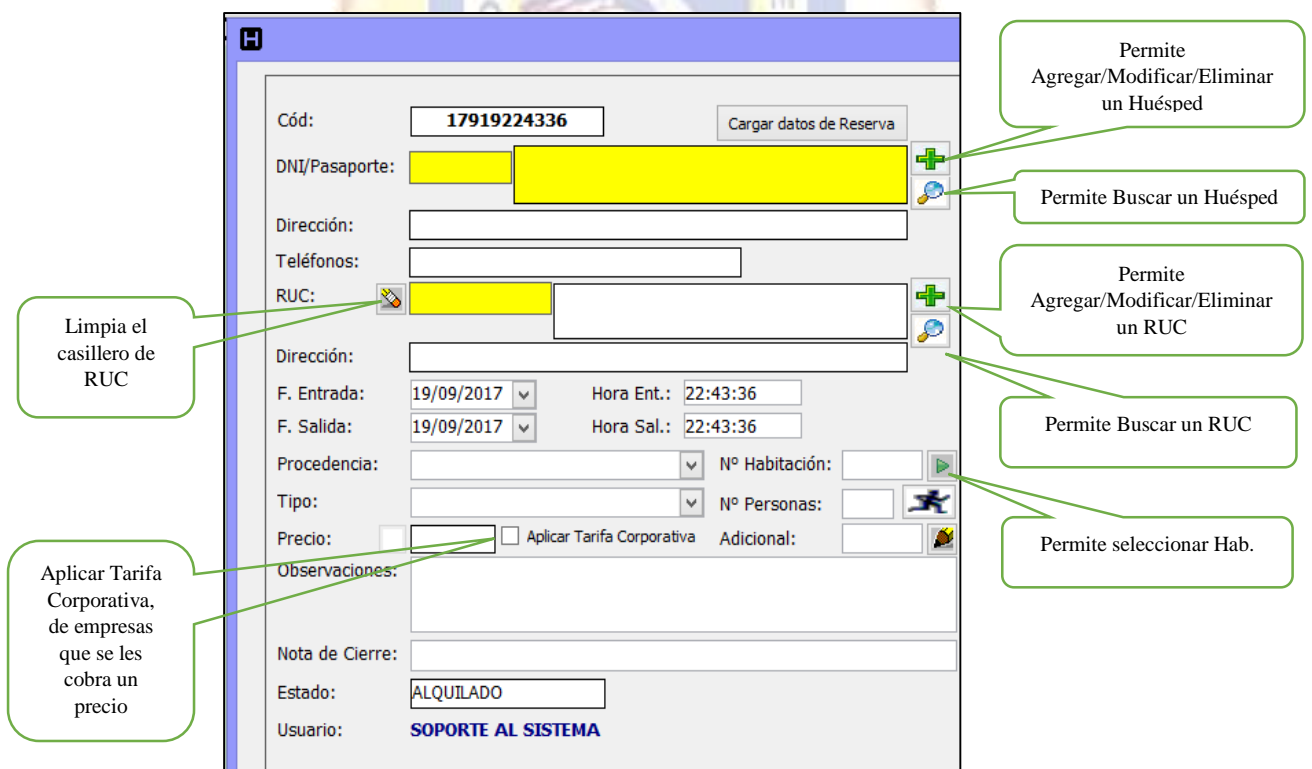 H
Permite
Agregar/Modificar/Eliminar
un Huésped
Cód:
17919224336
Cargar datos de Reserva
DNI/Pasaporte:
Permite Buscar un Huésped
Dirección:
Teléfonos:
RUC:
Permite
Agregar/Modificar/Eliminar
un RUC
Limpia el
casillero de
RUC
Dirección:
F. Entrada: 19/09/2017 Hora Ent.: 22:43:36
F. Salida: 19/09/2017 Hora Sal.: 22:43:36
Permite Buscar un RUC
Procedencia: Nº Habitación:
Tipo: Nº Personas:
Precio: Aplicar Tarifa Corporativa Adicional:
Permite seleccionar Hab.
Observaciones:
Aplicar Tarifa
Corporativa,
de empresas
que se les
cobra un
precio
Nota de Cierre:
Estado: ALQUILADO
Usuario: SOPORTE AL SISTEMA